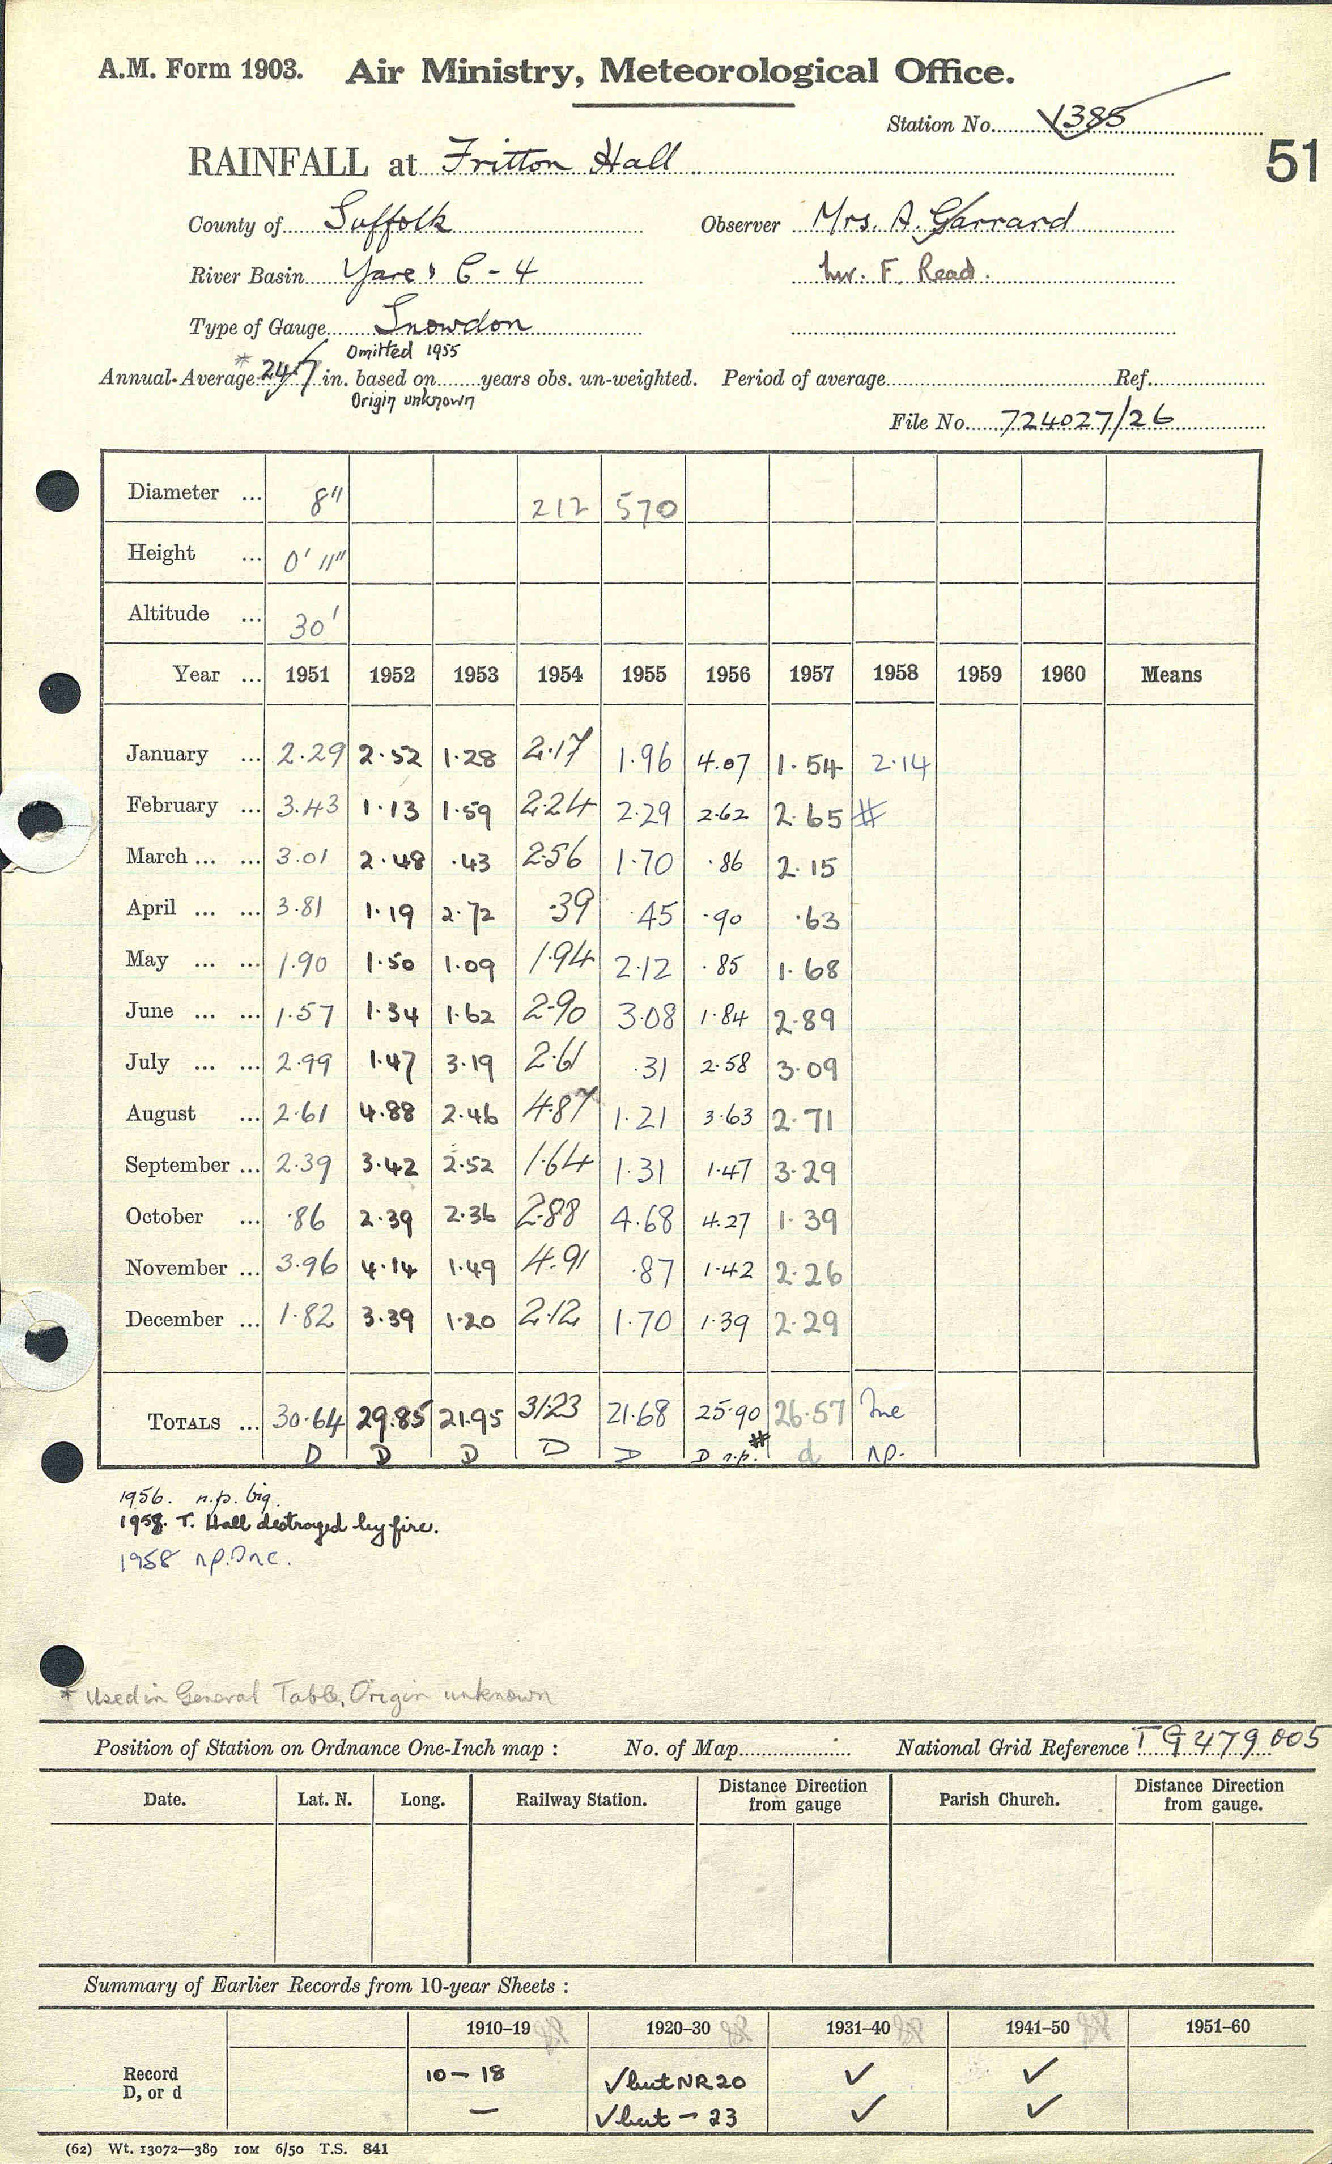 A.M. Form 1903. Air Ministry, Meteorological Office.
Station No. 1385
51
RAINFALL at Fritton Hall
County of Suffolk Observer Mrs. A. Garrard
River Basin Yare & C-4 Mr. F. Read.
Type of Gauge Snowdon
Omitted 1955
Annual-Average * 24.7 in. based on years obs. un-weighted. Period of average Ref.
Origin unknown
File No. 724027/26
Diameter ... 8" 212 570
Height ... 0' 11"
Altitude ... 30'
Year ... 1951 1952 1953 1954 1955 1956 1957 1958 1959 1960 Means
January ... 2.29 2.52 1.28 2.17 1.96 4.07 1.54 2.14
February ... 3.43 1.13 1.59 2.24 2.29 2.62 2.65 #
March ... ... 3.01 2.48 .43 2.56 1.70 .86 2.15
April ... ... 3.81 1.19 2.72 .39 .45 .90 .63
May ... ... 1.90 1.50 1.09 1.94 2.12 .85 1.68
June ... ... 1.57 1.34 1.62 2.90 3.08 1.84 2.89
July ... ... 2.99 1.47 3.19 2.61 .31 2.58 3.09
August ... 2.61 4.88 2.46 4.87 1.21 3.63 2.71
September ... 2.39 3.42 2.52 1.64 1.31 1.47 3.29
October ... .86 2.39 2.36 2.88 4.68 4.27 1.39
November ... 3.96 4.14 1.49 4.91 .87 1.42 2.26
December ... 1.82 3.39 1.20 2.12 1.70 1.39 2.29
TOTALS ... 30.64 29.85 21.95 31.23 21.68 25.90 26.57 Inc
D D D D D D n.p.# d n.p.
1956. n.p. big.
1958. T. Hall destroyed by fire.
1958 n.p. Inc.
* Used in General Table, Origin unknown
Position of Station on Ordnance One-Inch map : No. of Map National Grid Reference TG 479 005
Date. Lat. N. Long. Railway Station. Distance Direction from gauge Parish Church. Distance Direction from gauge.
Summary of Earlier Records from 10-year Sheets :
1910-19 1920-30 1931-40 1941-50 1951-60
Record 10-18 ✓ but NR 20 ✓ ✓
D, or d — ✓ but - 23 ✓ ✓
(62) Wt. 13072—389 10M 6/50 T.S. 841